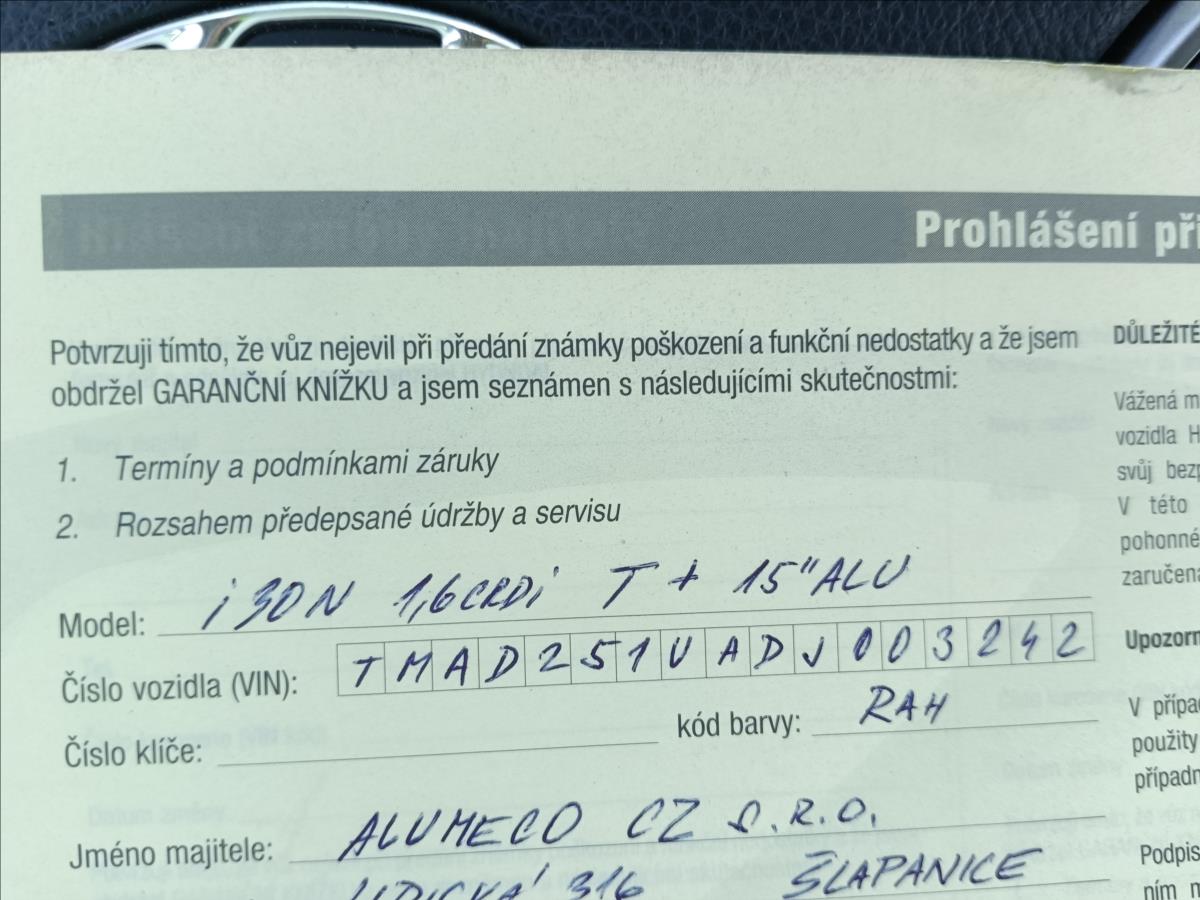 Prohlášení př
Potvrzuji tímto, že vůz nejevil při předání známky poškození a funkční nedostatky a že jsem
obdržel GARANČNÍ KNÍŽKU a jsem seznámen s následujícími skutečnostmi:
1. Termíny a podmínkami záruky
2. Rozsahem předepsané údržby a servisu
Model: i30N 1,6CRDi T + 15"ALU
Číslo vozidla (VIN): TMAD251UADJ003242
Číslo klíče:
kód barvy: RAH
Jméno majitele: ALUMECO CZ S.R.O.
316 ŠLAPANICE
DŮLEŽITÉ
Vážená m
vozidla H
svůj bezp
V této
pohonné
zaručena
Upozorn
V případ
použity
případn
Podpis
ním m